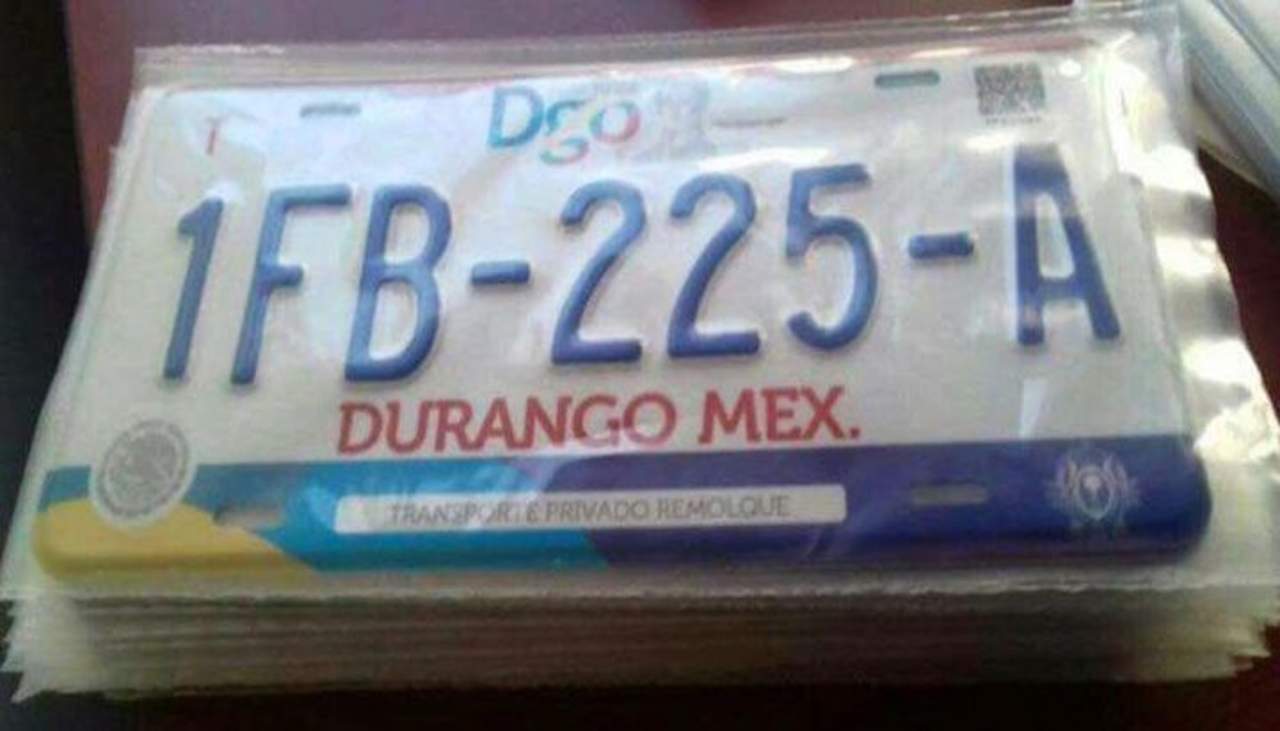 Dgo
1FB-225-A
DURANGO MEX.
TRANSPORTE PRIVADO REMOLQUE